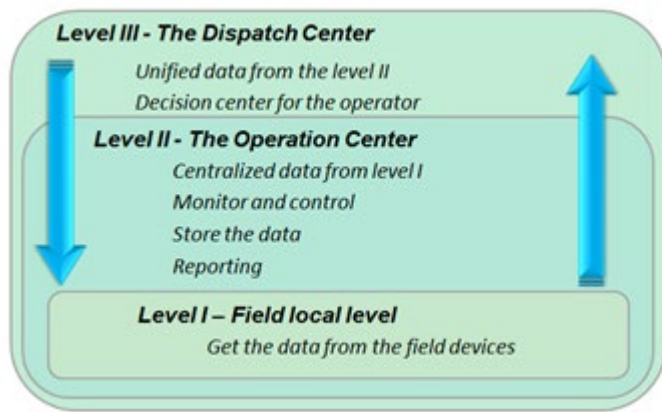 Level III - The Dispatch Center
Unified data from the level II
Decision center for the operator
Level II - The Operation Center
Centralized data from level I
Monitor and control
Store the data
Reporting
Level I – Field local level
Get the data from the field devices